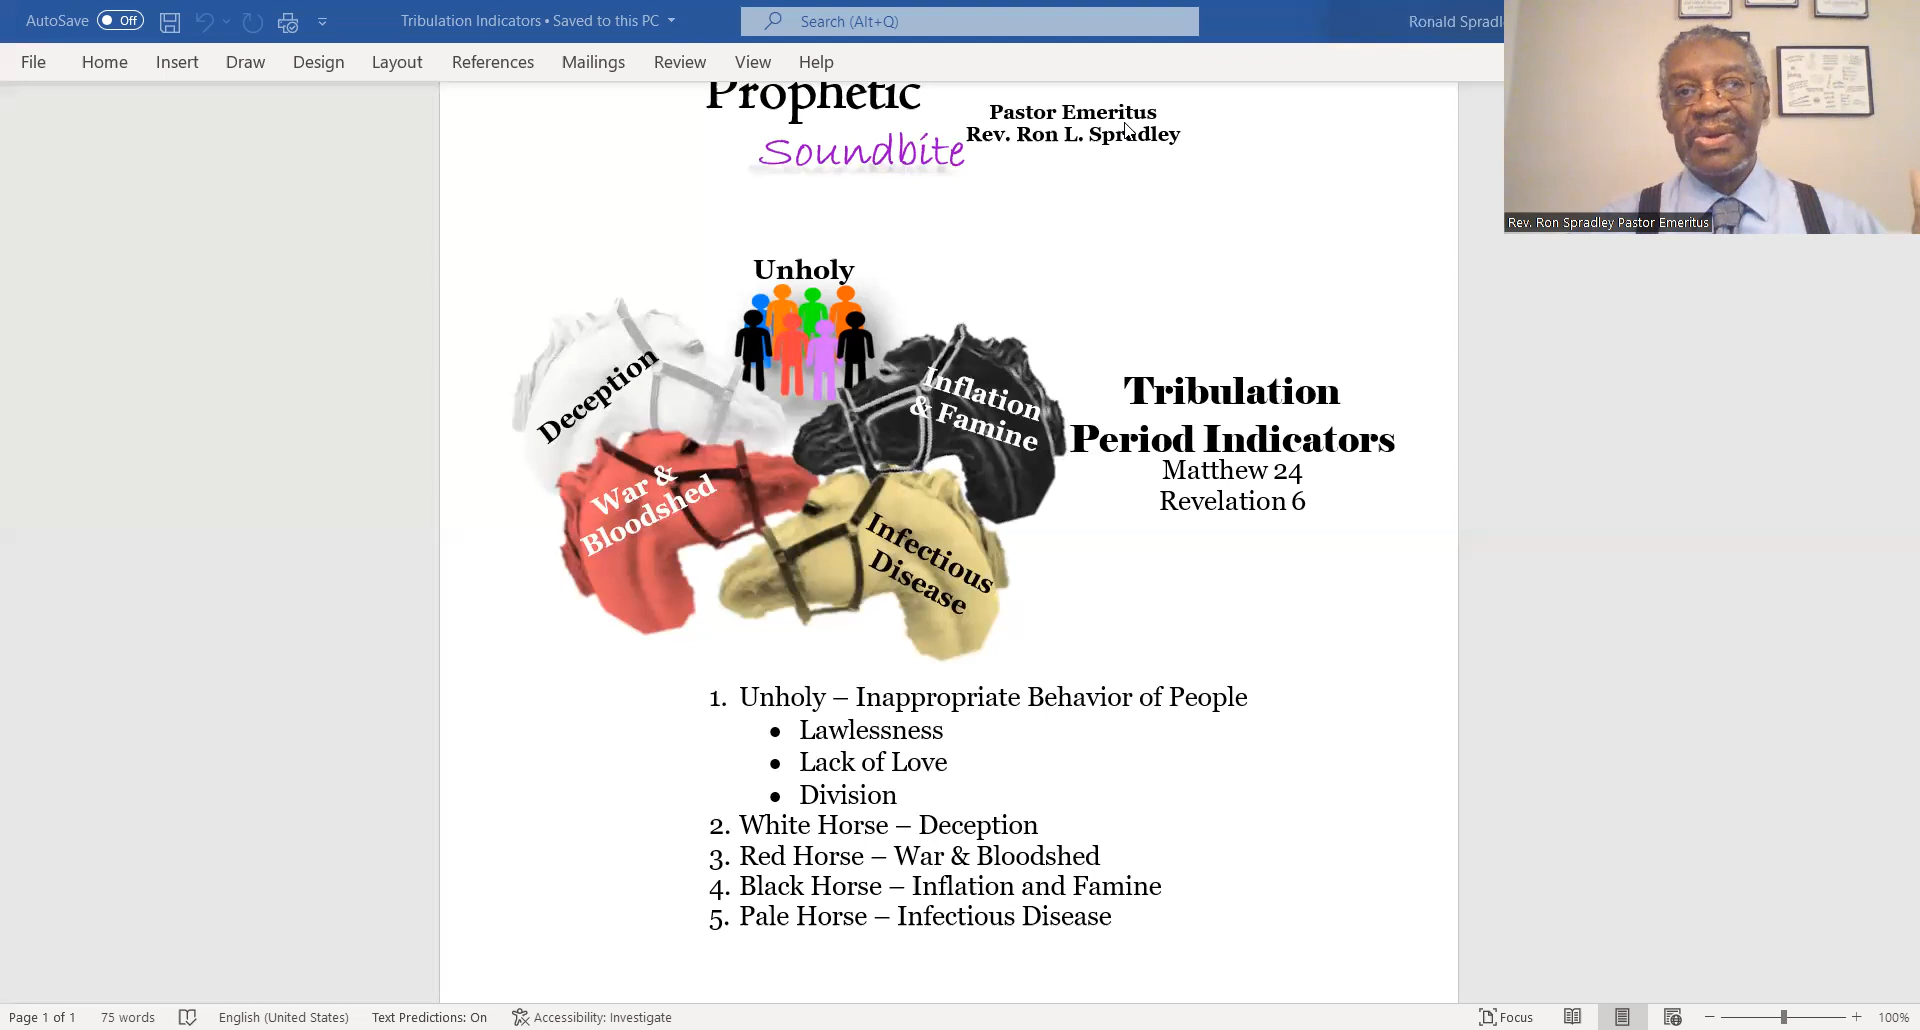 AutoSave Off Tribulation Indicators • Saved to this PC Search (Alt+Q) Ronald Spradl
File Home Insert Draw Design Layout References Mailings Review View Help
Prophetic
Soundbite
Pastor Emeritus
Rev. Ron L. Spradley
Rev. Ron Spradley Pastor Emeritus
Unholy
Deception
Inflation
& Famine
War &
Bloodshed
Infectious
Disease
Tribulation
Period Indicators
Matthew 24
Revelation 6
1. Unholy – Inappropriate Behavior of People
• Lawlessness
• Lack of Love
• Division
2. White Horse – Deception
3. Red Horse – War & Bloodshed
4. Black Horse – Inflation and Famine
5. Pale Horse – Infectious Disease
Page 1 of 1 75 words English (United States) Text Predictions: On Accessibility: Investigate Focus 100%